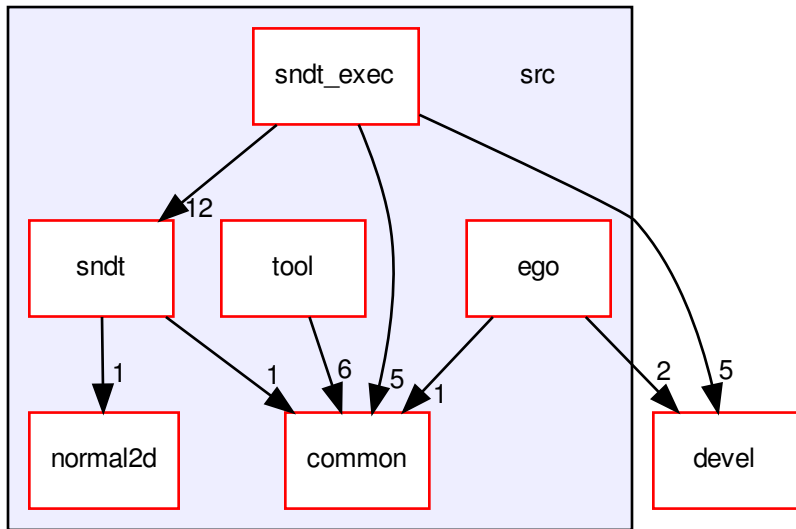 sndt_exec
src
12
sndt
tool
ego
1
1
6
5
1
2
5
normal2d
common
devel